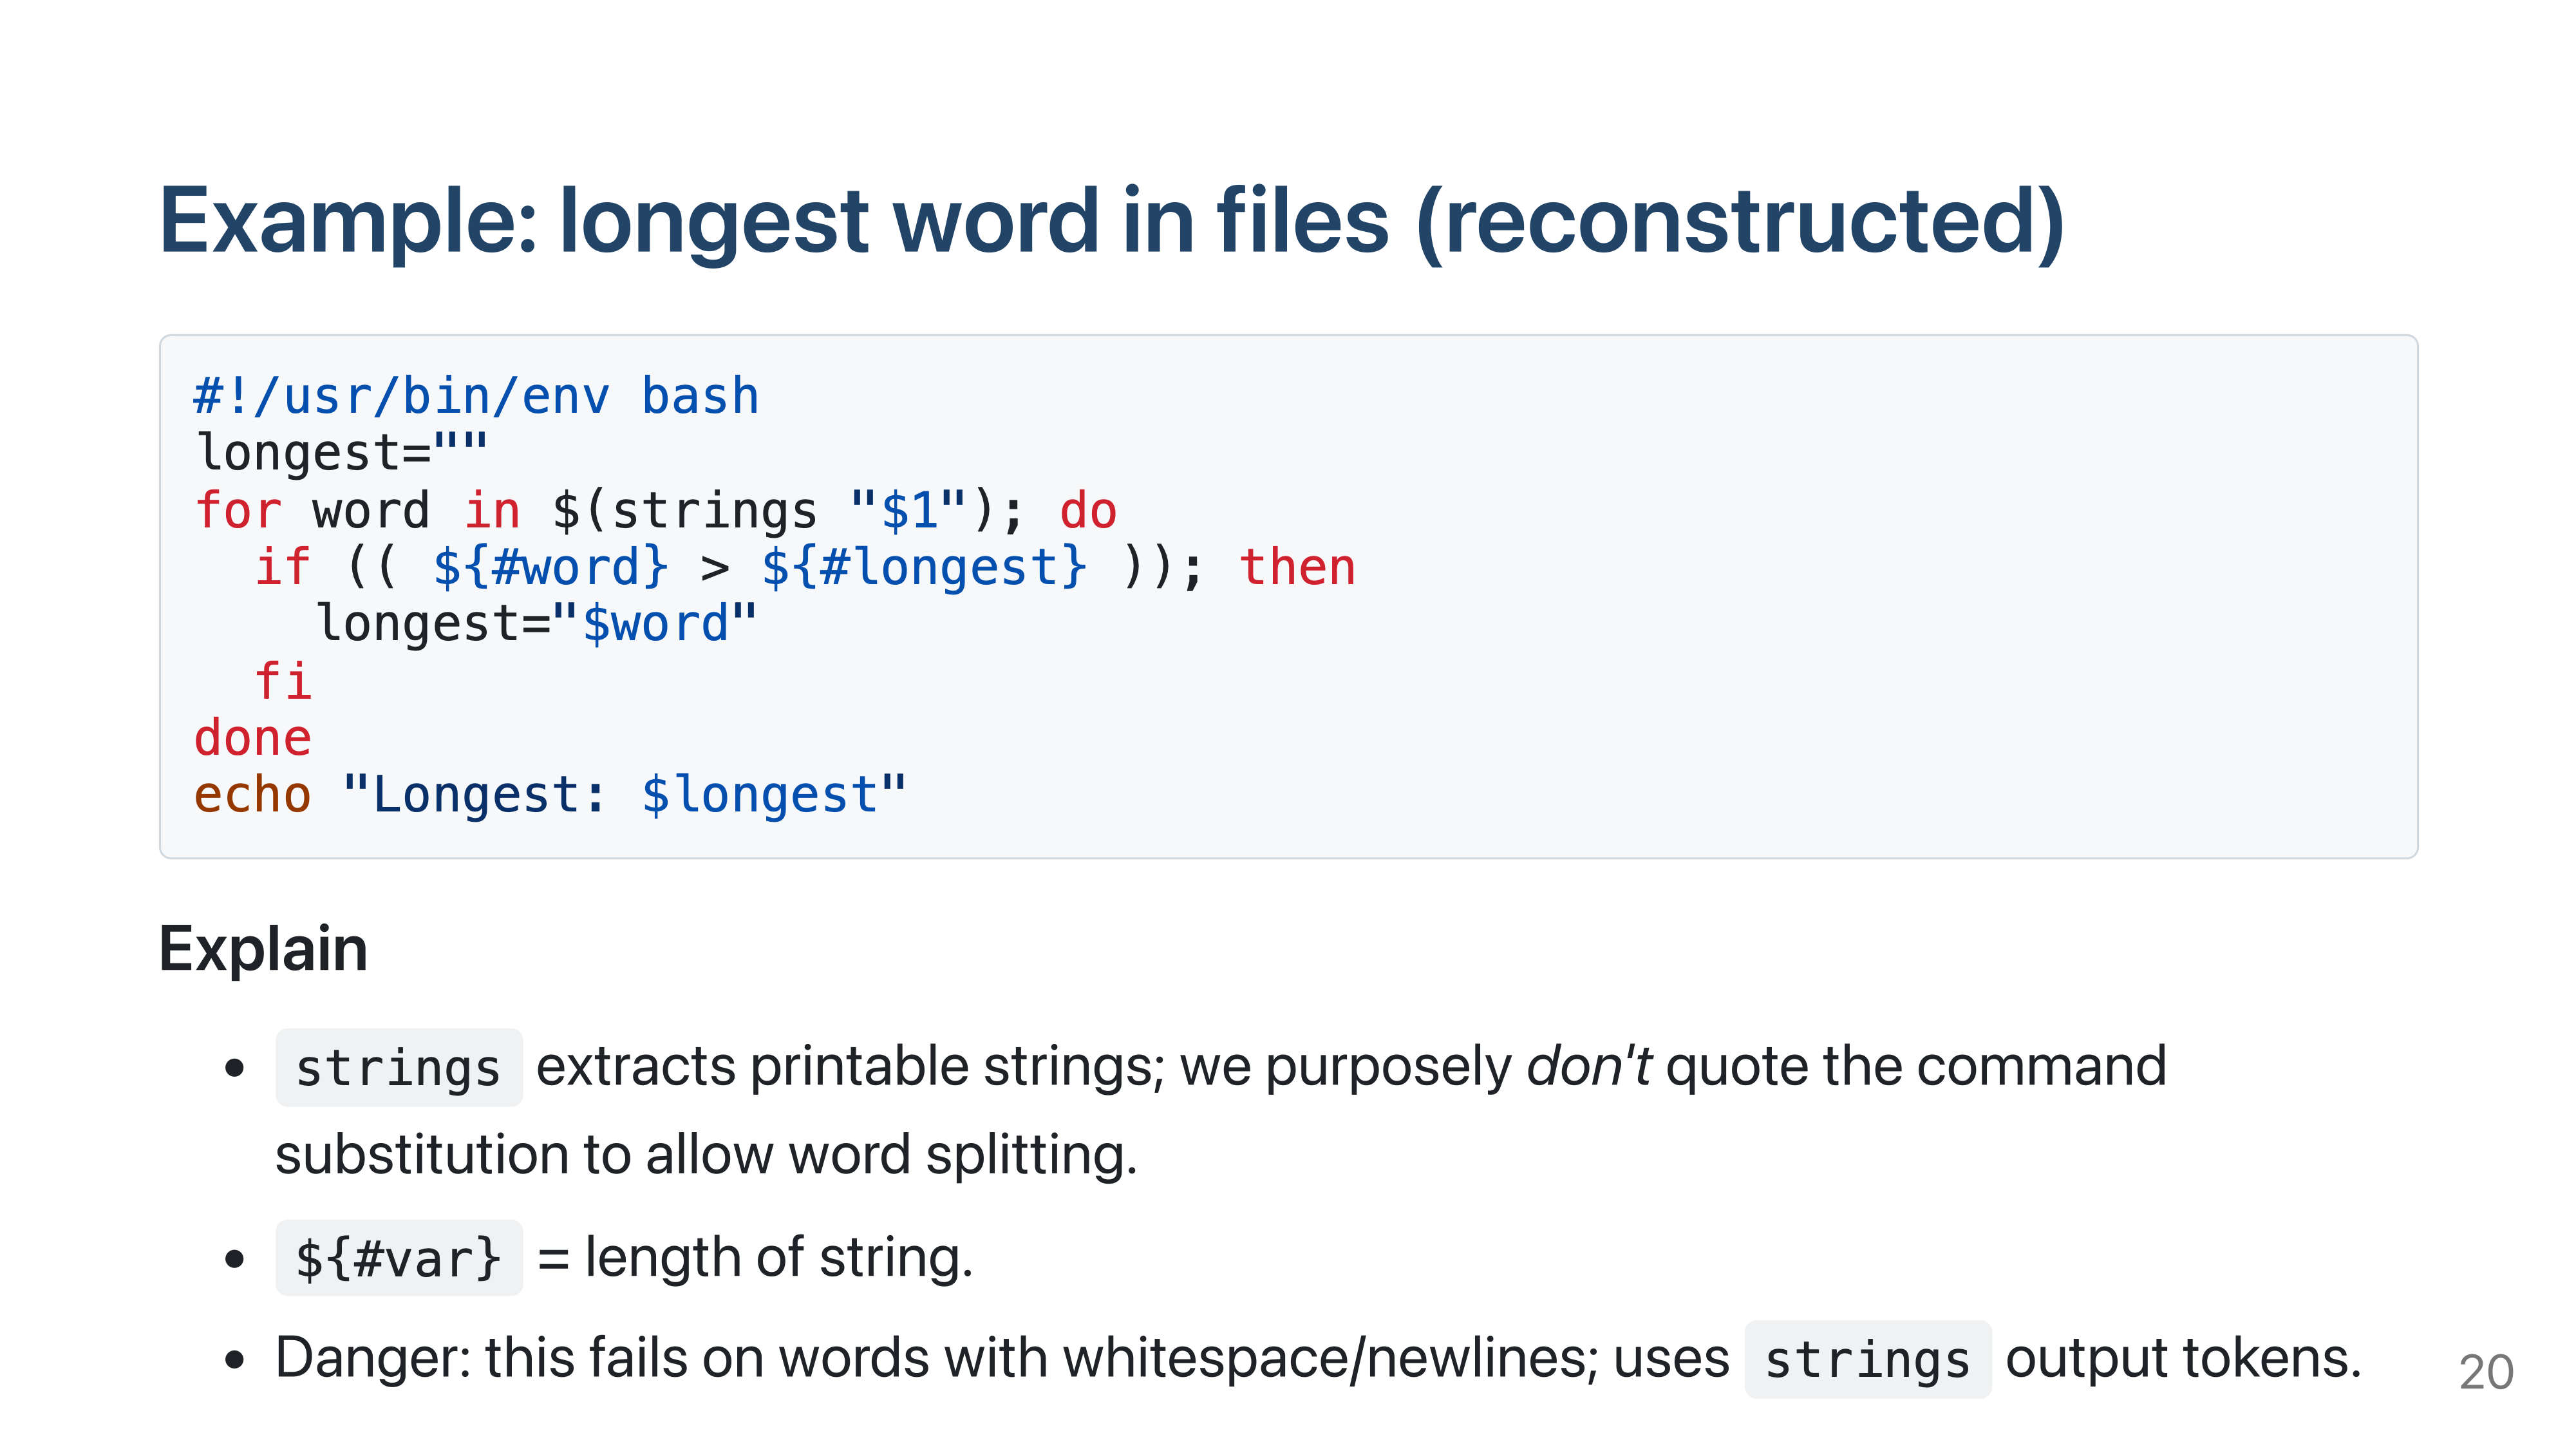 Example: longest word in files (reconstructed)
#!/usr/bin/env bash
longest=""
for word in $(strings "$1"); do
  if (( ${#word} > ${#longest} )); then
    longest="$word"
  fi
done
echo "Longest: $longest"
Explain
• strings extracts printable strings; we purposely don't quote the command
substitution to allow word splitting.
• ${#var} = length of string.
• Danger: this fails on words with whitespace/newlines; uses strings output tokens.
20